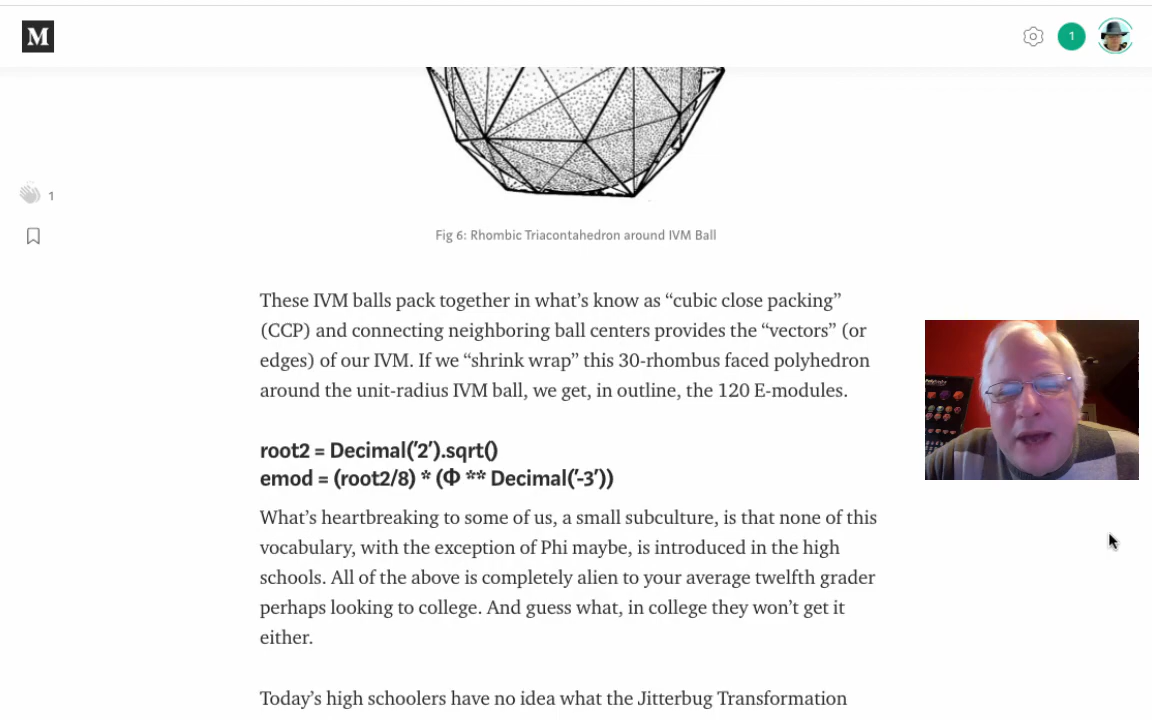 M
1
1
Fig 6: Rhombic Triacontahedron around IVM Ball
These IVM balls pack together in what’s know as “cubic close packing”
(CCP) and connecting neighboring ball centers provides the “vectors” (or
edges) of our IVM. If we “shrink wrap” this 30-rhombus faced polyhedron
around the unit-radius IVM ball, we get, in outline, the 120 E-modules.
root2 = Decimal(’2’).sqrt()
emod = (root2/8) * (Φ ** Decimal(’-3’))
What’s heartbreaking to some of us, a small subculture, is that none of this
vocabulary, with the exception of Phi maybe, is introduced in the high
schools. All of the above is completely alien to your average twelfth grader
perhaps looking to college. And guess what, in college they won’t get it
either.
Today’s high schoolers have no idea what the Jitterbug Transformation